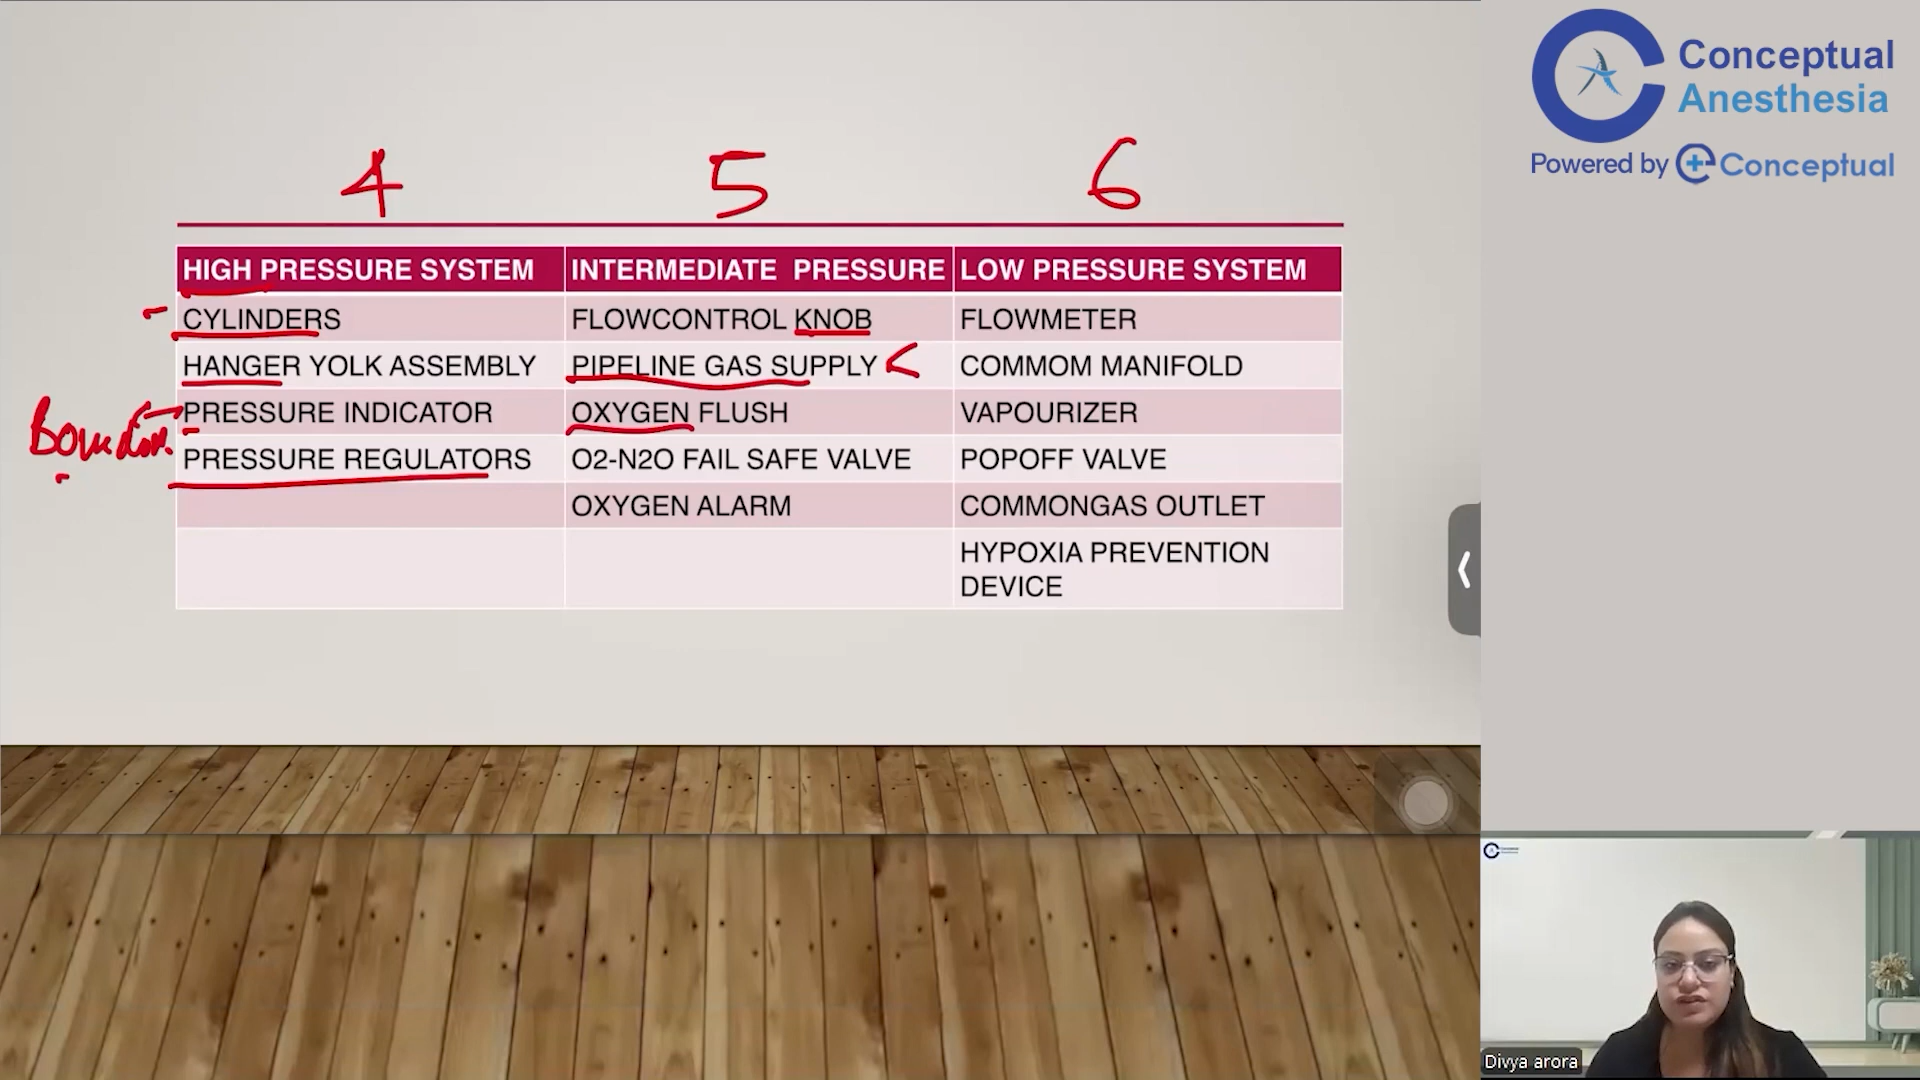 Conceptual
Anesthesia
Powered by Conceptual
4 5 6
HIGH PRESSURE SYSTEM INTERMEDIATE PRESSURE LOW PRESSURE SYSTEM
CYLINDERS FLOWCONTROL KNOB FLOWMETER
HANGER YOLK ASSEMBLY PIPELINE GAS SUPPLY COMMOM MANIFOLD
PRESSURE INDICATOR OXYGEN FLUSH VAPOURIZER
PRESSURE REGULATORS O2-N2O FAIL SAFE VALVE POPOFF VALVE
OXYGEN ALARM COMMONGAS OUTLET
HYPOXIA PREVENTION
DEVICE
Divya arora